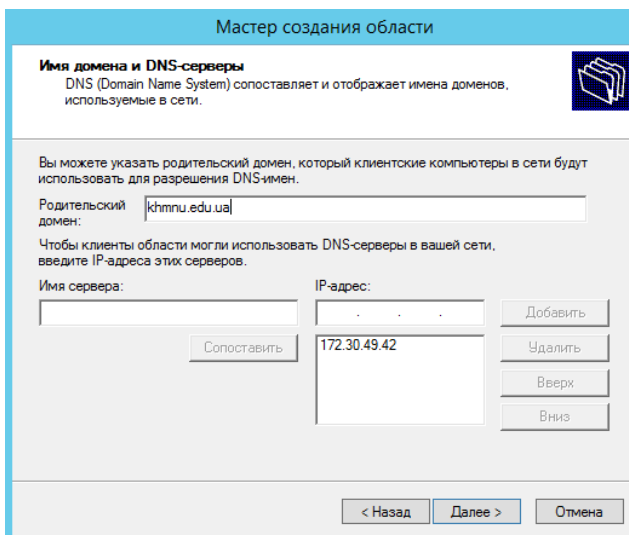 Мастер создания области
Имя домена и DNS-серверы
DNS (Domain Name System) сопоставляет и отображает имена доменов,
используемые в сети.
Вы можете указать родительский домен, который клиентские компьютеры в сети будут
использовать для разрешения DNS-имен.
Родительский
домен:
khmnu.edu.ua
Чтобы клиенты области могли использовать DNS-серверы в вашей сети,
введите IP-адреса этих серверов.
Имя сервера:
IP-адрес:
. . .
Добавить
Сопоставить
172.30.49.42
Удалить
Вверх
Вниз
< Назад
Далее >
Отмена